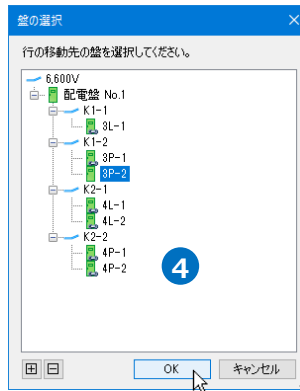 盤の選択
行の移動先の盤を選択してください。
6,600V
配電盤 No.1
K1-1
3L-1
K1-2
3P-1
3P-2
K2-1
4L-1
4L-2
K2-2
4P-1
4P-2
4
OK
キャンセル